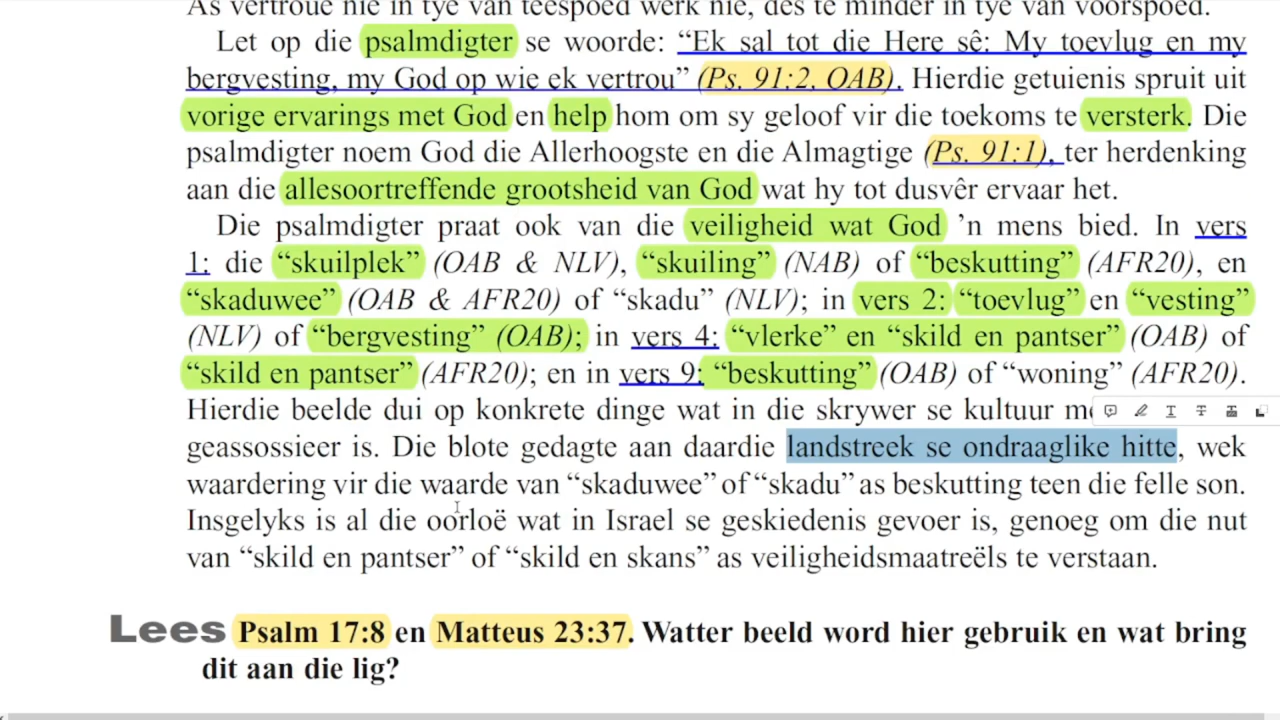 As vertroue nie in tye van teëspoed werk nie, des te minder in tye van voorspoed.
Let op die psalmdigter se woorde: “Ek sal tot die Here sê: My toevlug en my
bergvesting, my God op wie ek vertrou” (Ps. 91:2, OAB). Hierdie getuienis spruit uit
vorige ervarings met God en help hom om sy geloof vir die toekoms te versterk. Die
psalmdigter noem God die Allerhoogste en die Almagtige (Ps. 91:1), ter herdenking
aan die allesoortreffende grootsheid van God wat hy tot dusvêr ervaar het.
Die psalmdigter praat ook van die veiligheid wat God ’n mens bied. In vers
1: die “skuilplek” (OAB & NLV), “skuiling” (NAB) of “beskutting” (AFR20), en
“skaduwee” (OAB & AFR20) of “skadu” (NLV); in vers 2: “toevlug” en “vesting”
(NLV) of “bergvesting” (OAB); in vers 4: “vlerke” en “skild en pantser” (OAB) of
“skild en pantser” (AFR20); en in vers 9: “beskutting” (OAB) of “woning” (AFR20).
Hierdie beelde dui op konkrete dinge wat in die skrywer se kultuur
geassossieer is. Die blote gedagte aan daardie landstreek se ondraaglike hitte, wek
waardering vir die waarde van “skaduwee” of “skadu” as beskutting teen die felle son.
Insgelyks is al die oorloë wat in Israel se geskiedenis gevoer is, genoeg om die nut
van “skild en pantser” of “skild en skans” as veiligheidsmaatreëls te verstaan.
Lees Psalm 17:8 en Matteus 23:37. Watter beeld word hier gebruik en wat bring
dit aan die lig?